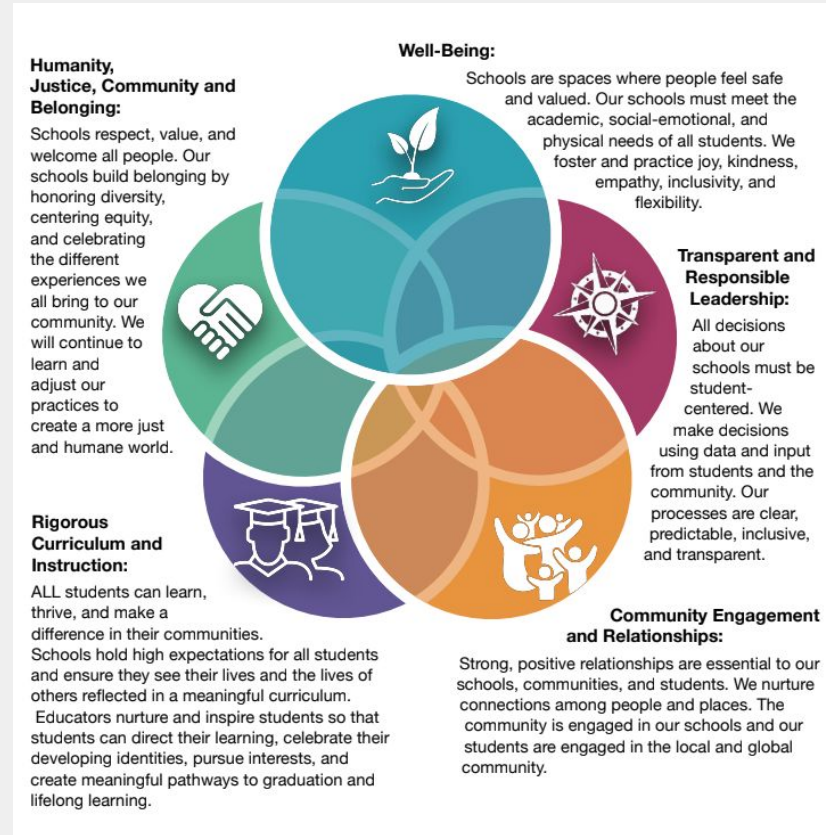 Humanity,
Justice, Community and
Belonging:
Schools respect, value, and
welcome all people. Our
schools build belonging by
honoring diversity,
centering equity,
and celebrating
the different
experiences we
all bring to our
community. We
will continue to
learn and
adjust our
practices to
create a more just
and humane world.
Well-Being:
Schools are spaces where people feel safe
and valued. Our schools must meet the
academic, social-emotional, and
physical needs of all students. We
foster and practice joy, kindness,
empathy, inclusivity, and
flexibility.
Transparent and
Responsible
Leadership:
All decisions
about our
schools must be
student-
centered. We
make decisions
using data and input
from students and the
community. Our
processes are clear,
predictable, inclusive,
and transparent.
Rigorous
Curriculum and
Instruction:
ALL students can learn,
thrive, and make a
difference in their communities.
Schools hold high expectations for all students
and ensure they see their lives and the lives of
others reflected in a meaningful curriculum.
Educators nurture and inspire students so that
students can direct their learning, celebrate their
developing identities, pursue interests, and
create meaningful pathways to graduation and
lifelong learning.
Community Engagement
and Relationships:
Strong, positive relationships are essential to our
schools, communities, and students. We nurture
connections among people and places. The
community is engaged in our schools and our
students are engaged in the local and global
community.